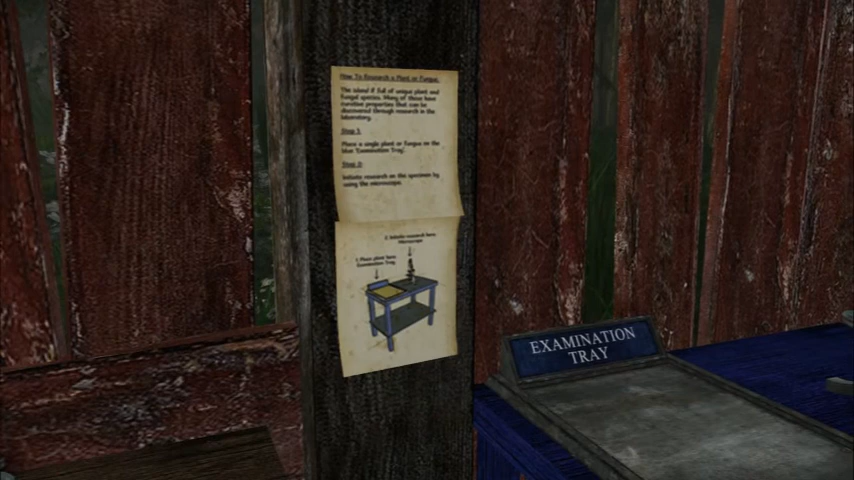 How To Research a Plant or Fungus.
The island if full of unique plant and
fungal species. Many of these have
curative properties that can be
discovered through research in the
laboratory.
Step 1:
Place a single plant or fungus on the
blue 'Examination Tray'.
Step 2:
Initiate research on the specimen by
using the microscope.
2. Initiate research here
Microscope
1. Place plant here
Examination Tray
EXAMINATION
TRAY